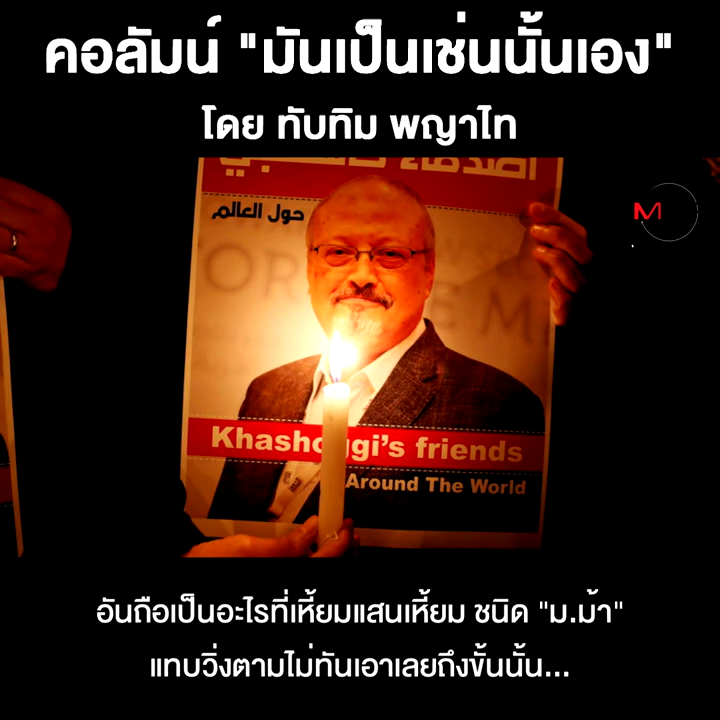 คอลัมน์ "มันเป็นเช่นนั้นเอง"
โดย ทับทิม พญาไท
أصدقاء خاشقجي
حول العالم
M
Khashoggi's friends
Around The World
อันถือเป็นอะไรที่เหี้ยมแสนเหี้ยม ชนิด "ม.ม้า"
แทบวิ่งตามไม่ทันเอาเลยถึงขั้นนั้น...